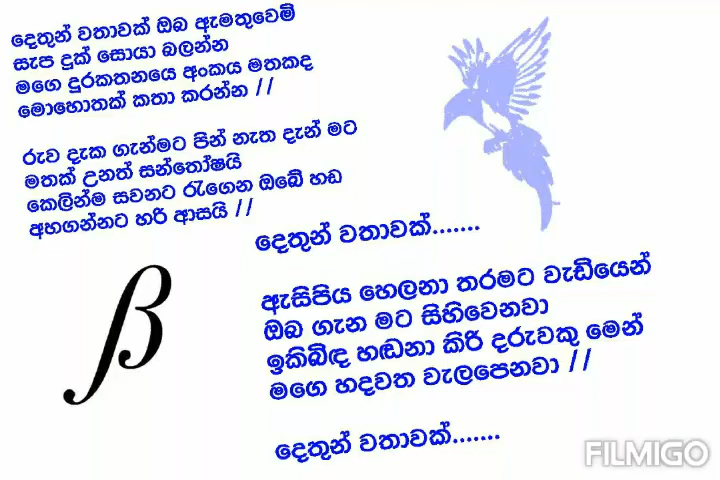 දෙතුන් වතාවක් ඔබ ඇමතුවෙමි
සැප දුක් සොයා බලන්න
මගෙ දුරකතනයෙ අංකය මතකද
මොහොතක් කතා කරන්න //
රුව දැක ගැන්මට පින් නැත දැන් මට
මතක් උනත් සන්තෝෂයි
කෙලින්ම සවනට රැගෙන ඔබේ හඩ
අහගන්නට හරි ආසයි //
දෙතුන් වතාවක්.......
ඇසිපිය හෙලනා තරමට වැඩියෙන්
ඔබ ගැන මට සිහිවෙනවා
ඉකිබිඳ හඬනා කිරි දරුවකු මෙන්
මගෙ හදවත වැලපෙනවා //
දෙතුන් වතාවක්.......
β
FILMIGO